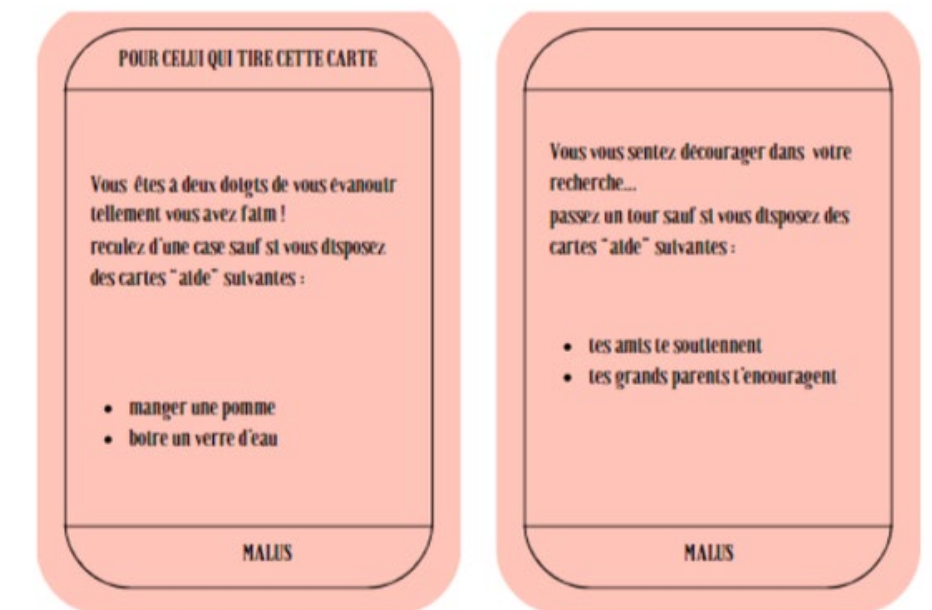 POUR CELUI QUI TIRE CETTE CARTE
Vous êtes à deux doigts de vous évanouir
tellement vous avez faim !
reculez d'une case sauf si vous disposez
des cartes "aide" suivantes :
• manger une pomme
• boire un verre d'eau
MALUS
Vous vous sentez décourager dans votre
recherche...
passez un tour sauf si vous disposez des
cartes "aide" suivantes :
• tes amis te soutiennent
• tes grands parents t'encouragent
MALUS